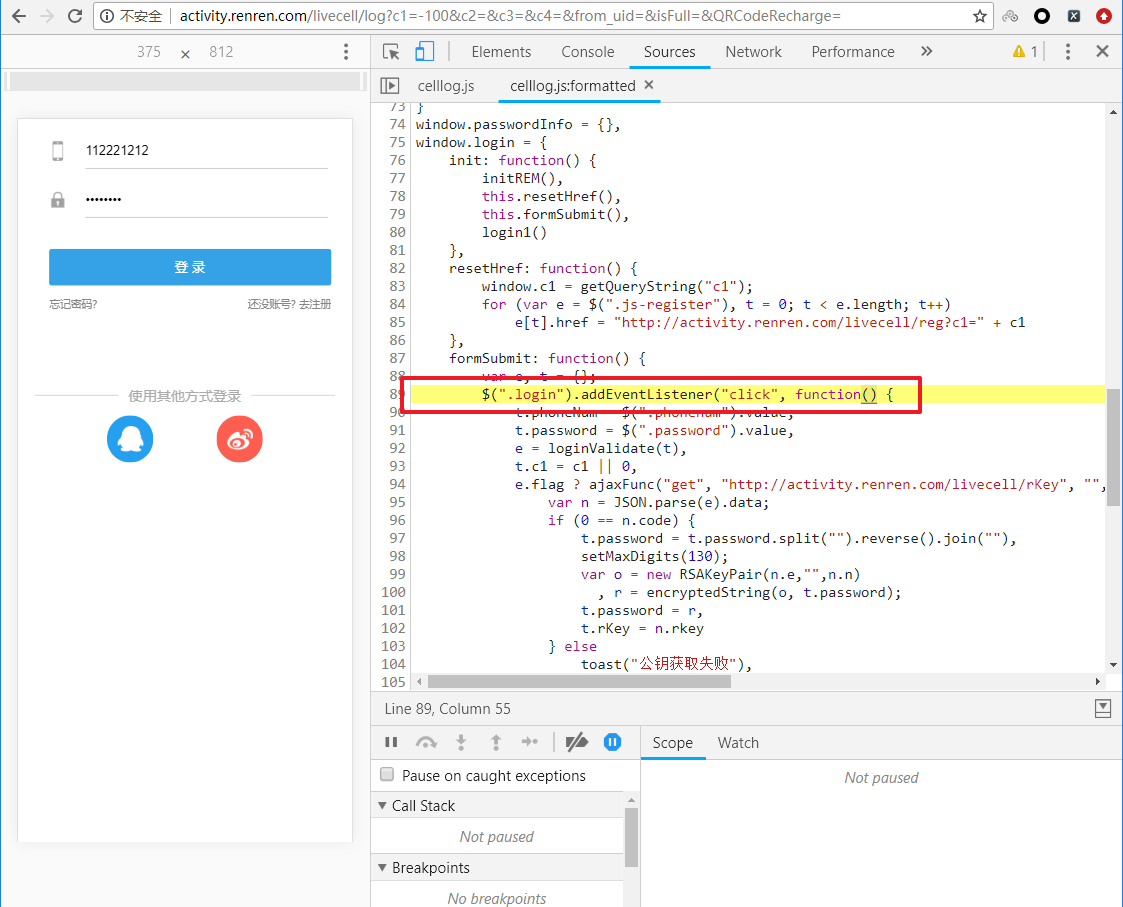 不安全 activity.renren.com/livecell/log?c1=-100&c2=&c3=&c4=&from_uid=&isFull=&QRCodeRecharge=
375 × 812
112221212
••••••••
登 录
忘记密码? 还没账号? 去注册
使用其他方式登录
Elements Console Sources Network Performance » 1
celllog.js celllog.js:formatted ×
73 }
74 window.passwordInfo = {},
75 window.login = {
76 init: function() {
77 initREM(),
78 this.resetHref(),
79 this.formSubmit(),
80 login1()
81 },
82 resetHref: function() {
83 window.c1 = getQueryString("c1");
84 for (var e = $(".js-register"), t = 0; t < e.length; t++)
85 e[t].href = "http://activity.renren.com/livecell/reg?c1=" + c1
86 },
87 formSubmit: function() {
88 var e, t = {};
89 $(".login").addEventListener("click", function() {
90 t.phoneNum = $(".phonenum").value,
91 t.password = $(".password").value,
92 e = loginValidate(t),
93 t.c1 = c1 || 0,
94 e.flag ? ajaxFunc("get", "http://activity.renren.com/livecell/rKey", "",
95 var n = JSON.parse(e).data;
96 if (0 == n.code) {
97 t.password = t.password.split("").reverse().join(""),
98 setMaxDigits(130);
99 var o = new RSAKeyPair(n.e,"",n.n)
100 , r = encryptedString(o, t.password);
101 t.password = r,
102 t.rKey = n.rkey
103 } else
104 toast("公钥获取失败"),
105
Line 89, Column 55
Pause on caught exceptions
Call Stack
Not paused
Breakpoints
No breakpoints
Scope Watch
Not paused